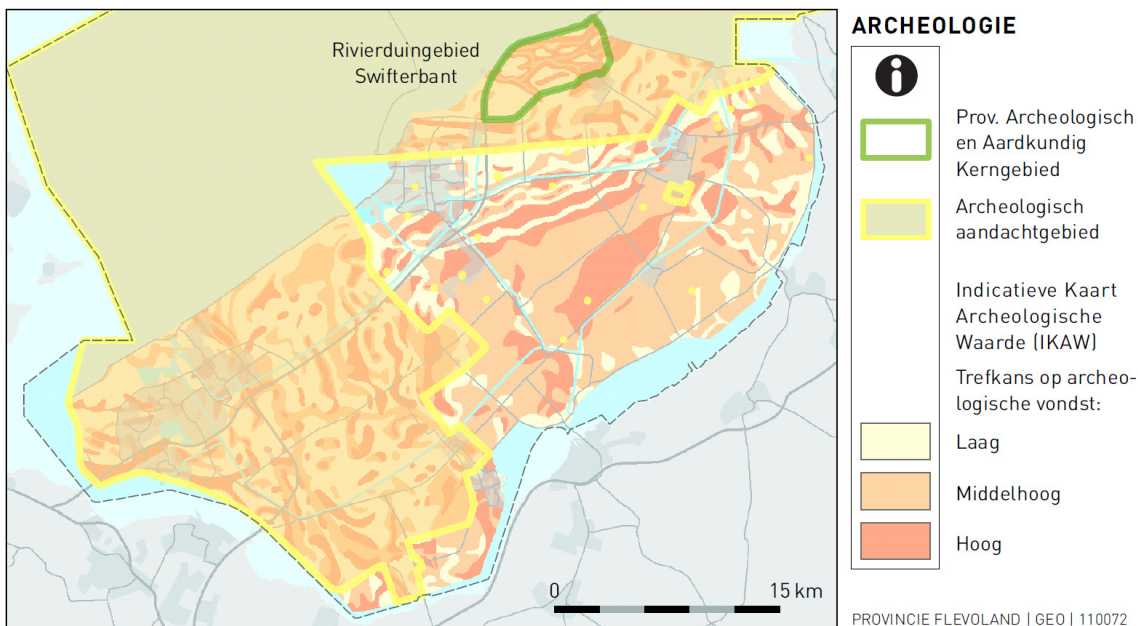 Rivierduingebied
Swifterbant
0 15 km
ARCHEOLOGIE
i
Prov. Archeologisch
en Aardkundig
Kerngebied
Archeologisch
aandachtgebied
Indicatieve Kaart
Archeologische
Waarde (IKAW)
Trefkans op archeo-
logische vondst:
Laag
Middelhoog
Hoog
PROVINCIE FLEVOLAND | GEO | 110072